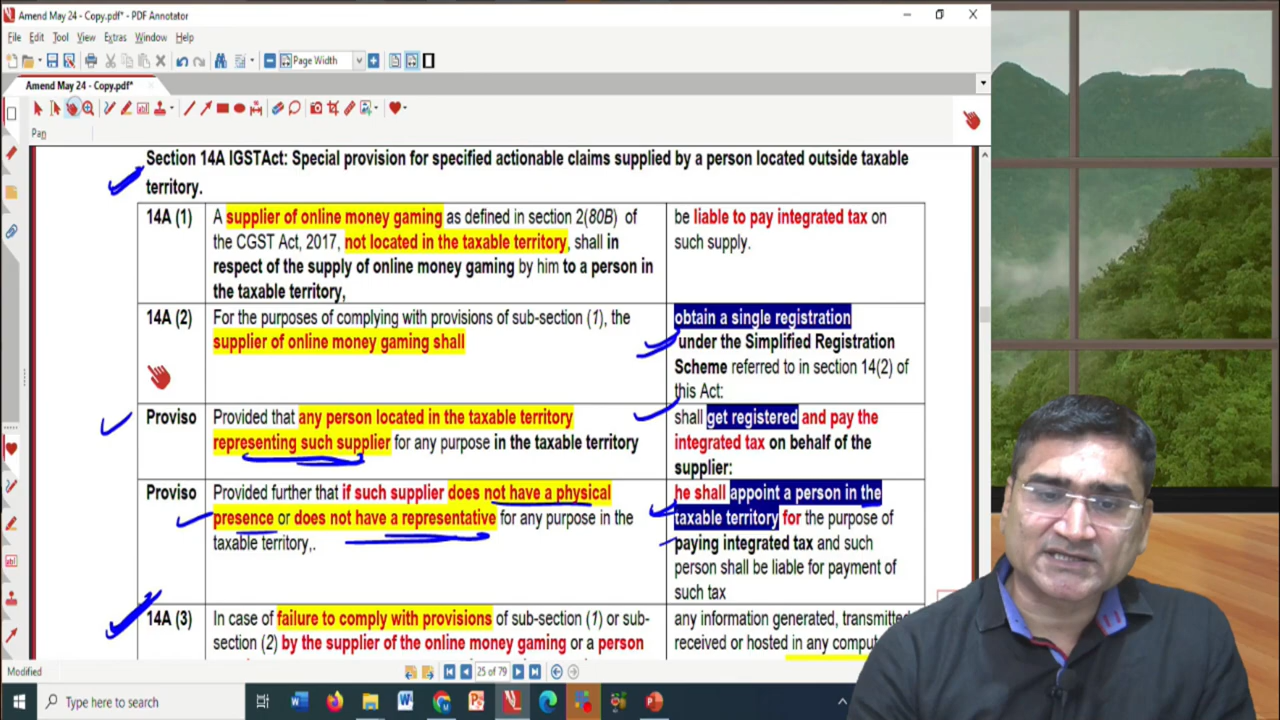 Amend May 24 - Copy.pdf* - PDF Annotator
File Edit Tool View Extras Window Help
Page Width
Amend May 24 - Copy.pdf*
Pan
Section 14A IGSTAct: Special provision for specified actionable claims supplied by a person located outside taxable
territory.
14A (1)
A supplier of online money gaming as defined in section 2(80B) of
the CGST Act, 2017, not located in the taxable territory, shall in
respect of the supply of online money gaming by him to a person in
the taxable territory,
be liable to pay integrated tax on
such supply.
14A (2)
For the purposes of complying with provisions of sub-section (1), the
supplier of online money gaming shall
obtain a single registration
under the Simplified Registration
Scheme referred to in section 14(2) of
this Act:
Proviso
Provided that any person located in the taxable territory
representing such supplier for any purpose in the taxable territory
shall get registered and pay the
integrated tax on behalf of the
supplier:
Proviso
Provided further that if such supplier does not have a physical
presence or does not have a representative for any purpose in the
taxable territory,.
he shall appoint a person in the
taxable territory for the purpose of
paying integrated tax and such
person shall be liable for payment of
such tax
14A (3)
In case of failure to comply with provisions of sub-section (1) or sub-
section (2) by the supplier of the online money gaming or a person
any information generated, transmitted
received or hosted in any
Modified
25 of 79
Type here to search